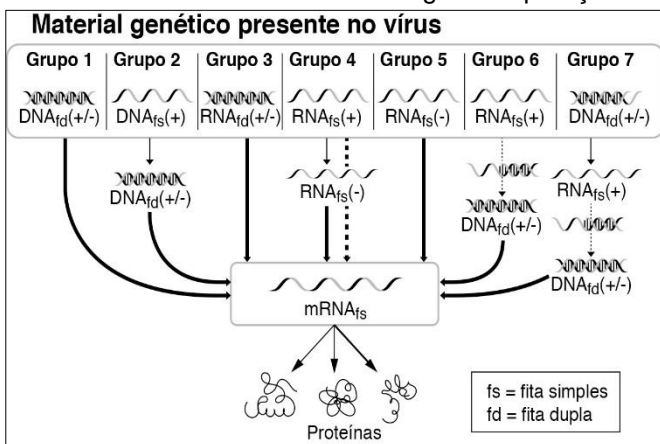 Material genético presente no vírus
Grupo 1 Grupo 2 Grupo 3 Grupo 4 Grupo 5 Grupo 6 Grupo 7
DNAfd(+/-) DNAfs(+) RNAfd(+/-) RNAfs(+) RNAfs(-) RNAfs(+) DNAfd(+/-)
DNAfd(+/-) RNAfs(-) DNAfd(+/-) RNAfs(+)
DNAfd(+/-)
mRNAfs
Proteínas
fs = fita simples
fd = fita dupla